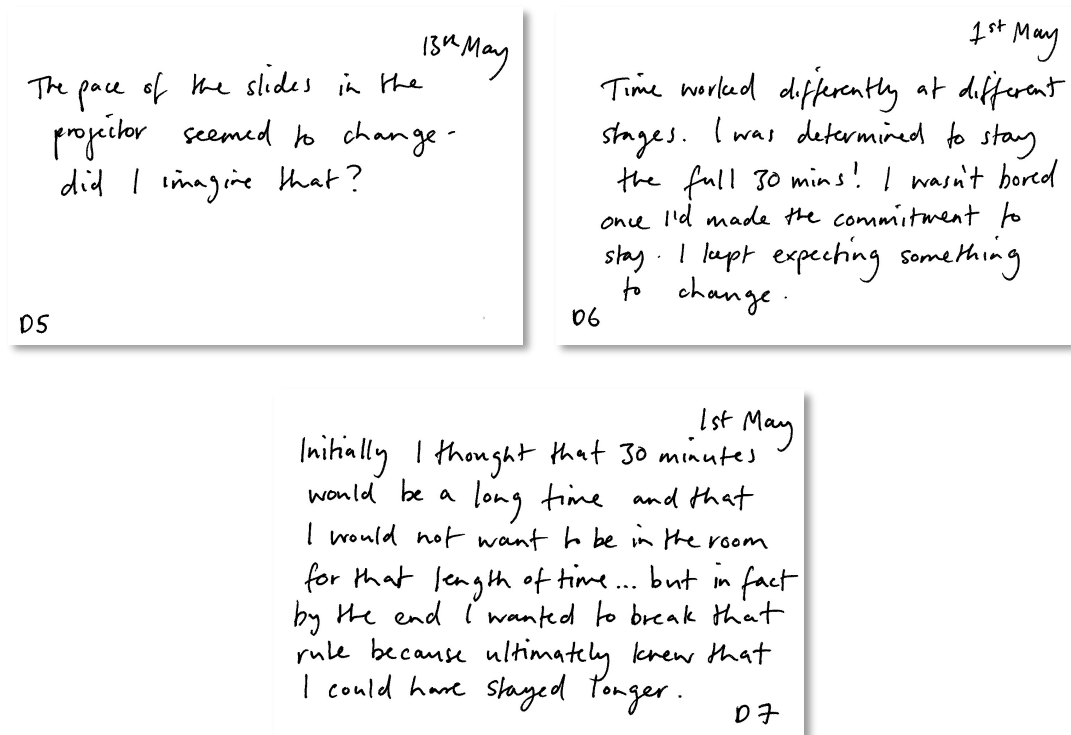 13th May
The pace of the slides in the
projector seemed to change -
did I imagine that?
D5
1st May
Time worked differently at different
stages. I was determined to stay
the full 30 mins! I wasn't bored
once I'd made the commitment to
stay. I kept expecting something
to change.
D6
1st May
Initially I thought that 30 minutes
would be a long time and that
I would not want to be in the room
for that length of time... but in fact
by the end I wanted to break that
rule because ultimately knew that
I could have stayed longer.
D7